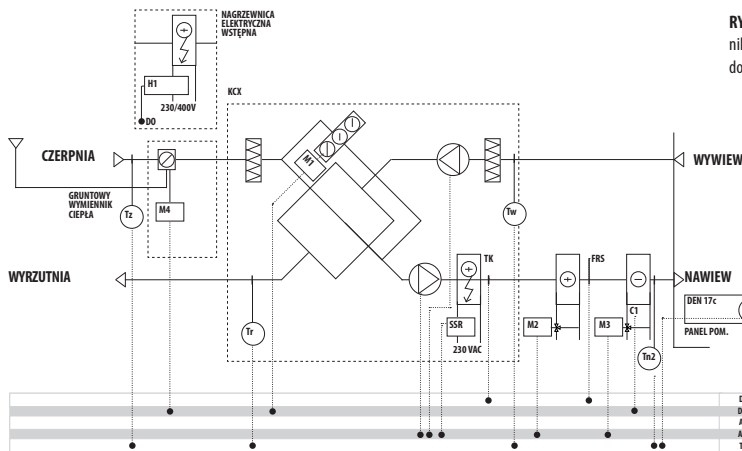 NAGRZEWNICA
ELEKTRYCZNA
WSTĘPNA
H1
230/400V
DO
KCX
RY
nik
do
CZERPNIA
M1
WYWIEW
GRUNTOWY
WYMIENNIK
CIEPŁA
Tz
M4
Tw
WYRZUTNIA
TK
FRS
NAWIEW
C1
DEN 17c
Tr
SSR
M2
M3
PANEL POM.
230 VAC
Tn2
D
D
A
A
T